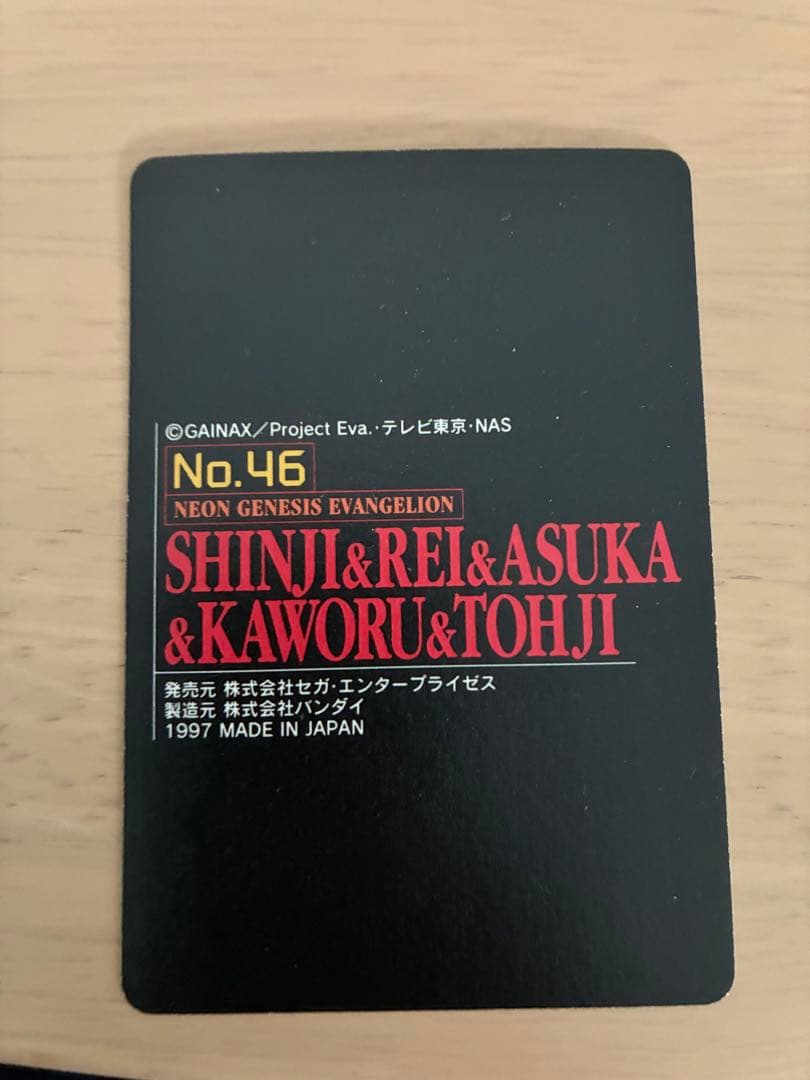 ©GAINAX／Project Eva.･テレビ東京･NAS
No.46
NEON GENESIS EVANGELION
SHINJI&REI&ASUKA
&KAWORU&TOHJI
発売元 株式会社セガ･エンタープライゼス
製造元 株式会社バンダイ
1997 MADE IN JAPAN